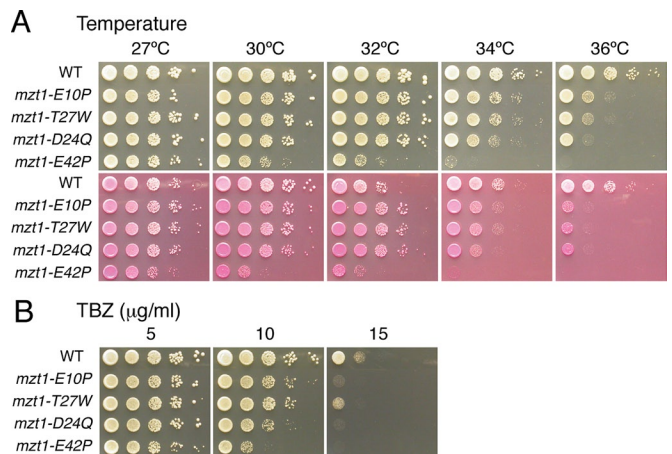 A Temperature
27ºC 30ºC 32ºC 34ºC 36ºC
WT
mzt1-E10P
mzt1-T27W
mzt1-D24Q
mzt1-E42P
WT
mzt1-E10P
mzt1-T27W
mzt1-D24Q
mzt1-E42P
B TBZ (μg/ml)
5 10 15
WT
mzt1-E10P
mzt1-T27W
mzt1-D24Q
mzt1-E42P